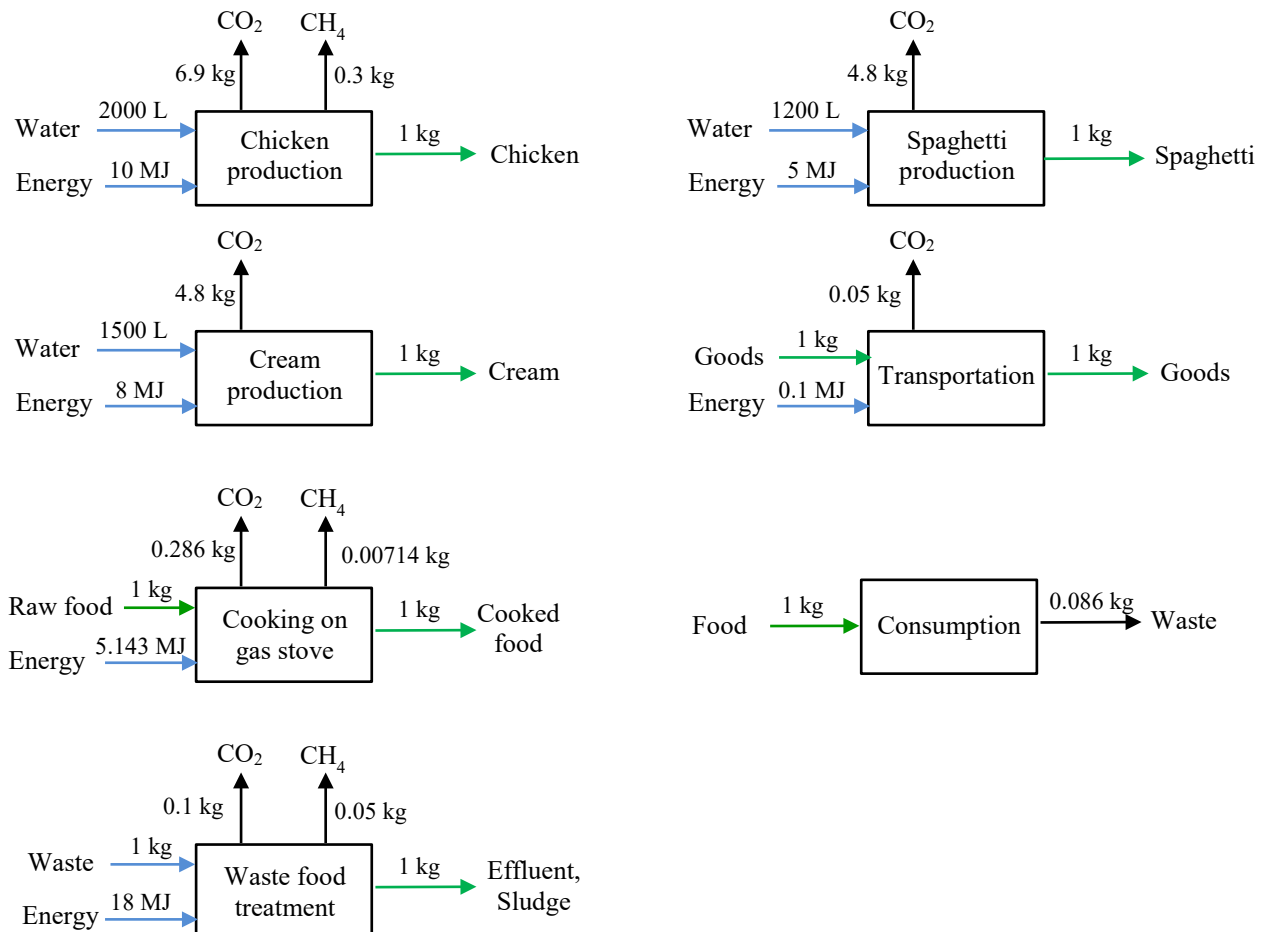 CO₂
CH₄
6.9 kg
0.3 kg
Water
2000 L
Energy
10 MJ
Chicken
production
1 kg
Chicken
CO₂
4.8 kg
Water
1200 L
Energy
5 MJ
Spaghetti
production
1 kg
Spaghetti
CO₂
4.8 kg
Water
1500 L
Energy
8 MJ
Cream
production
1 kg
Cream
CO₂
0.05 kg
Goods
1 kg
Energy
0.1 MJ
Transportation
1 kg
Goods
CO₂
CH₄
0.286 kg
0.00714 kg
Raw food
1 kg
Energy
5.143 MJ
Cooking on
gas stove
1 kg
Cooked
food
Food
1 kg
Consumption
0.086 kg
Waste
CO₂
CH₄
0.1 kg
0.05 kg
Waste
1 kg
Energy
18 MJ
Waste food
treatment
1 kg
Effluent,
Sludge